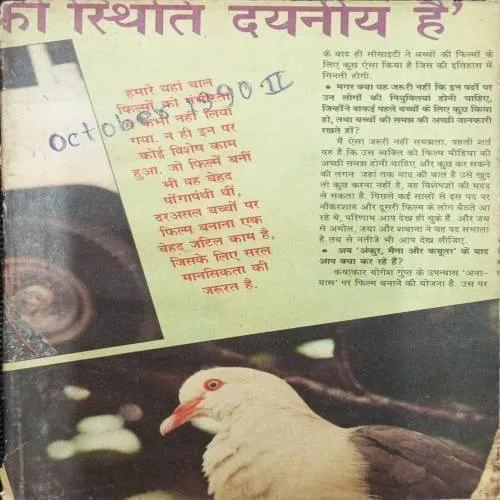 की स्थिति दयनीय है'
हमारे यहां बाल
फिल्मों को गंभीरता
से कभी नहीं लिया
गया. न ही इन पर
कोई विशेष काम
हुआ. जो फिल्में बनीं
भी वह बेहद
पोंगापंथी थीं,
दरअसल बच्चों पर
फिल्म बनाना एक
बेहद जटिल काम है,
जिसके लिए सरल
मानसिकता की
जरूरत है.
October 1990 II
के बाद ही सोसाइटी ने बच्चों की फिल्मों के
लिए कुछ ऐसा किया है जिस की इतिहास में
गिनती होगी.
• मगर क्या यह जरूरी नहीं कि इन पदों पर
उन लोगों की नियुक्तियां होनी चाहिए,
जिन्होंने वाकई पहले बच्चों के लिए कुछ किया
हो, तथा बच्चों की समझ की अच्छी जानकारी
रखते हों?
मैं ऐसा जरूरी नहीं समझता. पहली शर्त
यह है कि उस व्यक्ति को फिल्म मीडिया की
अच्छी समझ होनी चाहिए और कुछ कर सकने
की लगन. जहां तक बाद की बात है उसे खुद
तो कुछ करना नहीं है, वह विशेषज्ञों की मदद
ले सकता है. पिछले कई सालों से इस पद पर
नौकरशाह और दूसरी फिल्म के लोग बैठते आ
रहे थे, परिणाम आप देख ही चुके हैं. और जब
से अमोल, जया और शबाना ने यह पद संभाला
है तब से नतीजे भी आप देख लीजिए.
• अब 'अंकुर, मैना और कबूतर' के बाद
आप क्या कर रहे हैं?
कथाकार योगेश गुप्त के उपन्यास 'अना-
यास' पर फिल्म बनाने की योजना है. उस पर